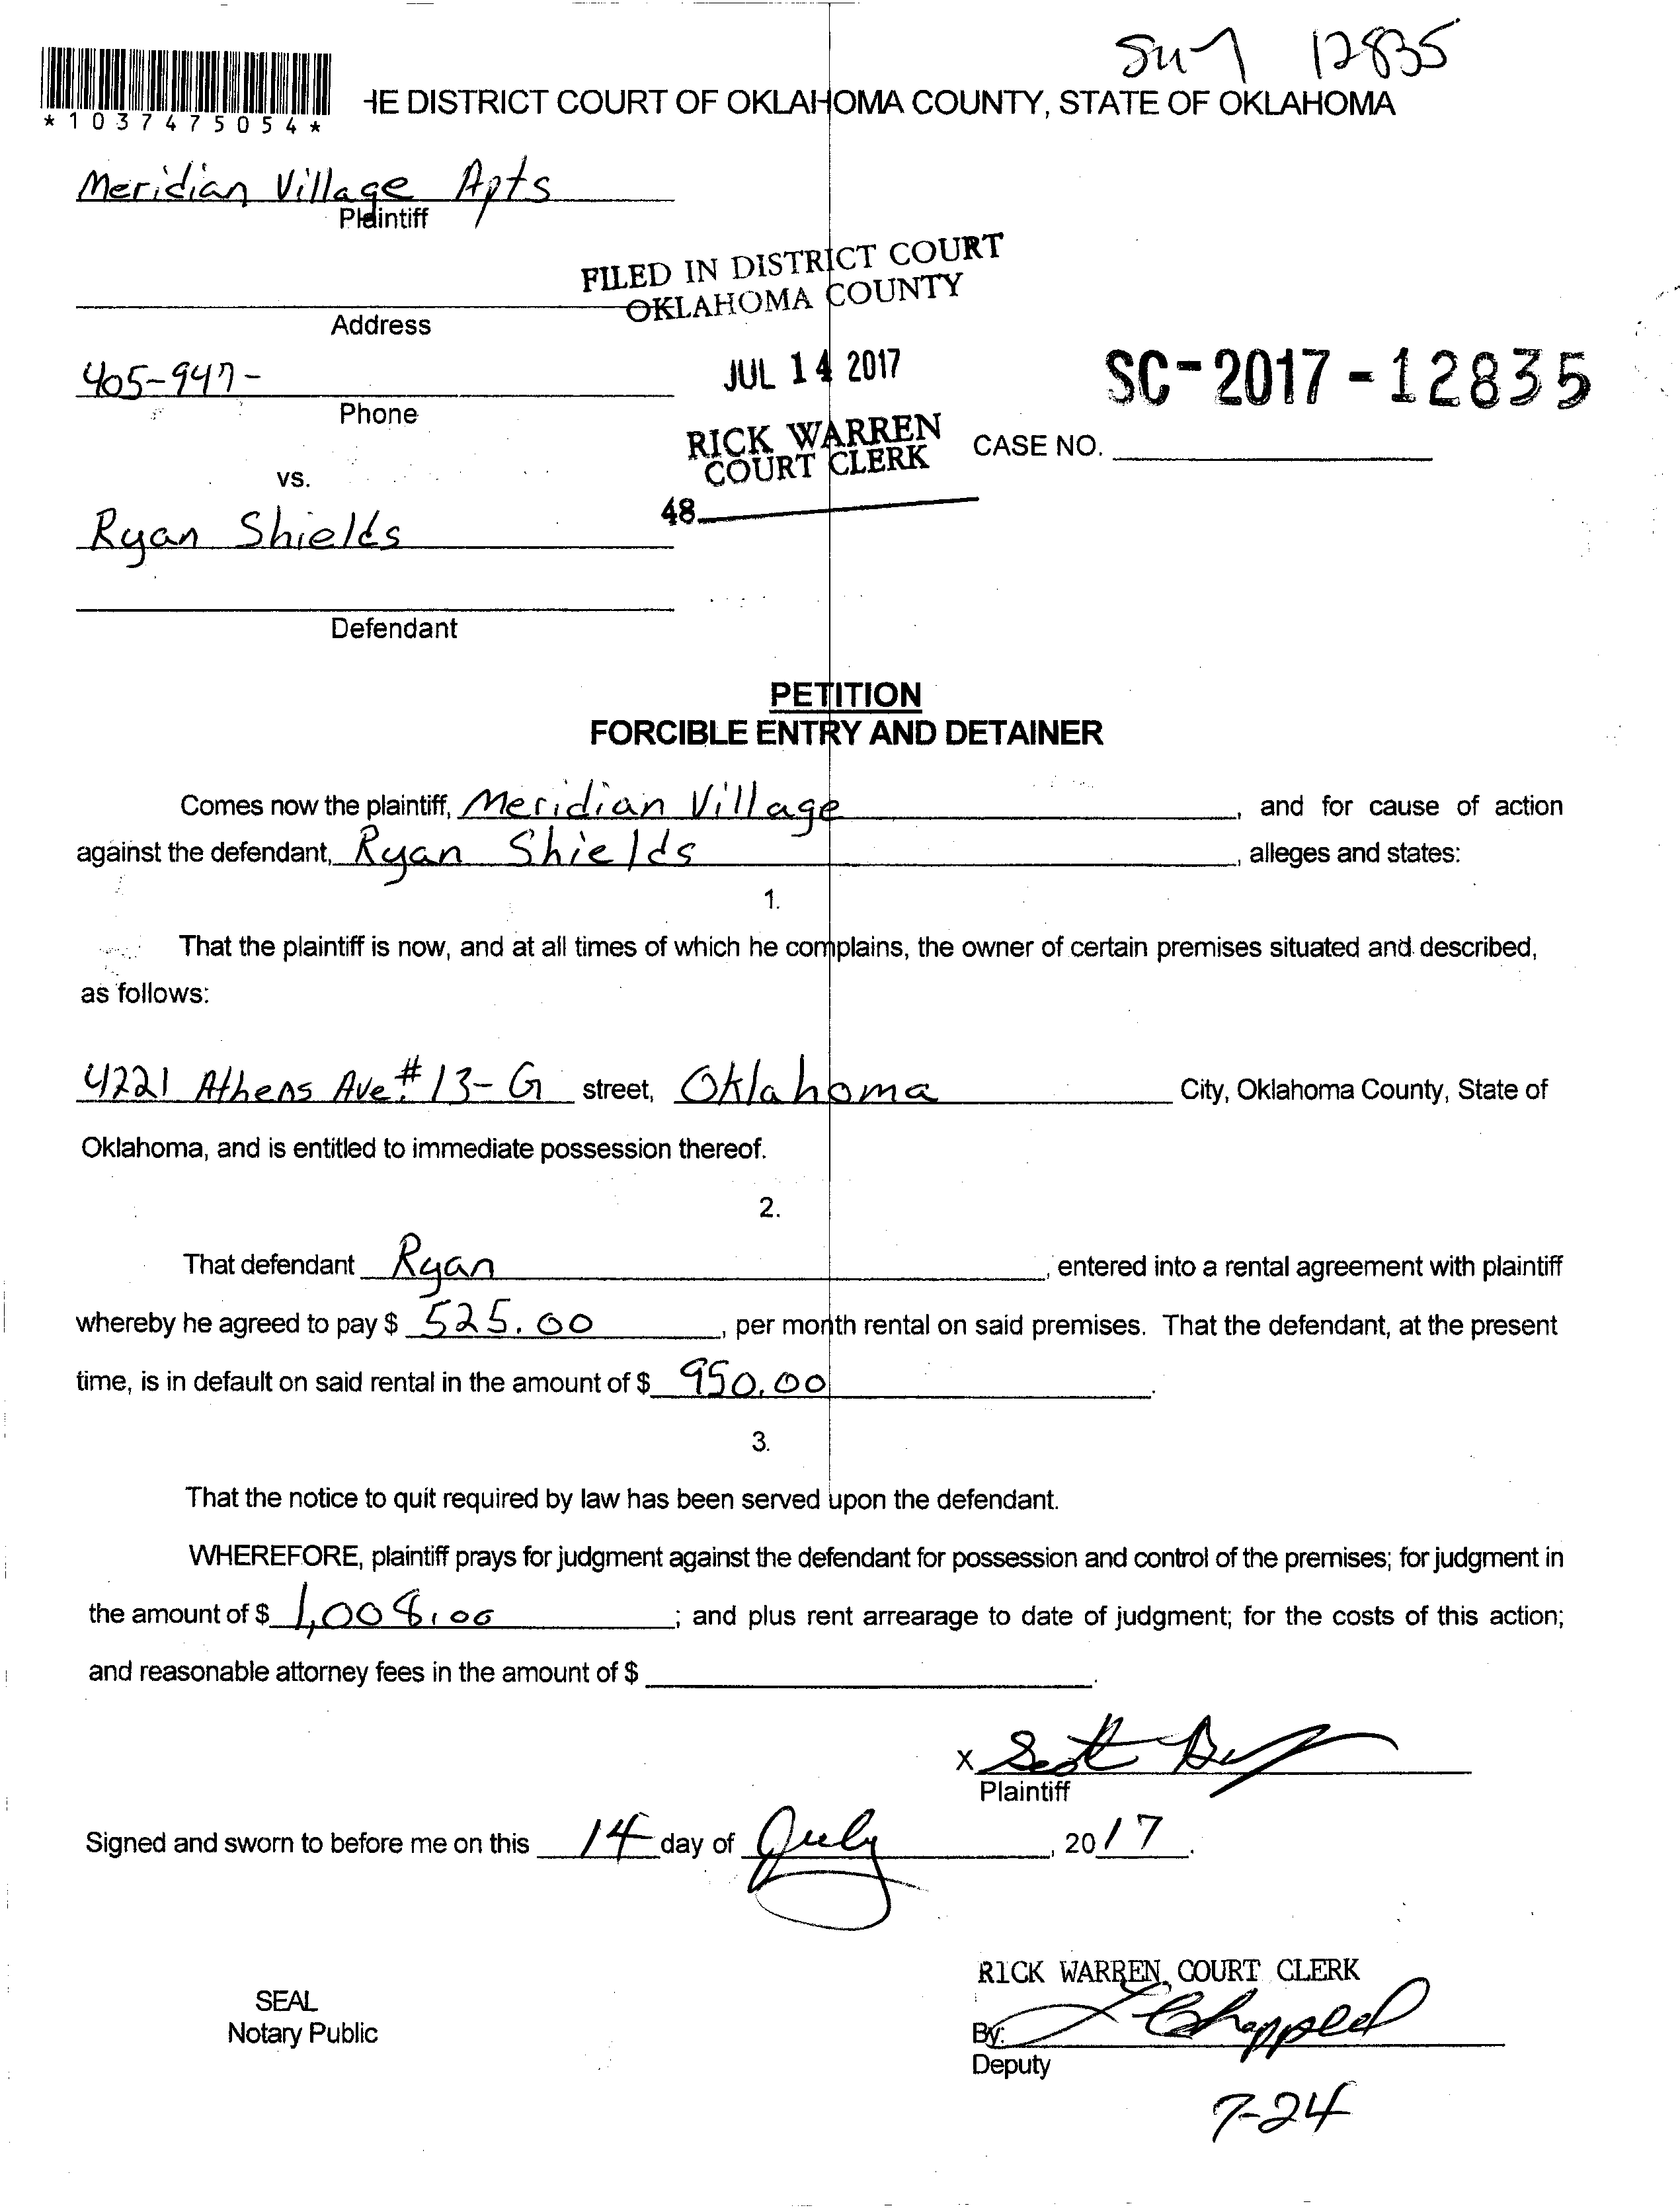 12835
*1037475054*
HE DISTRICT COURT OF OKLAHOMA COUNTY, STATE OF OKLAHOMA
Meridian Village Apts
Plaintiff
FILED IN DISTRICT COURT
OKLAHOMA COUNTY
Address
JUL 14 2017
SC-2017-12835
405-947-
Phone
RICK WARREN
COURT CLERK
CASE NO.
vs.
48
Ryan Shields
Defendant
PETITION
FORCIBLE ENTRY AND DETAINER
Comes now the plaintiff, Meridian Village, and for cause of action
against the defendant, Ryan Shields, alleges and states:
1.
That the plaintiff is now, and at all times of which he complains, the owner of certain premises situated and described,
as follows:
4221 Athens Ave. #13-G street, Oklahoma City, Oklahoma County, State of
Oklahoma, and is entitled to immediate possession thereof.
2.
That defendant Ryan, entered into a rental agreement with plaintiff
whereby he agreed to pay $ 525.00, per month rental on said premises. That the defendant, at the present
time, is in default on said rental in the amount of $ 950.00.
3.
That the notice to quit required by law has been served upon the defendant.
WHEREFORE, plaintiff prays for judgment against the defendant for possession and control of the premises; for judgment in
the amount of $ 1,008.00; and plus rent arrearage to date of judgment; for the costs of this action;
and reasonable attorney fees in the amount of $ .
X Scott
Plaintiff
Signed and sworn to before me on this 14 day of July, 2017.
RICK WARREN, COURT CLERK
SEAL
Notary Public
By: Chappled
Deputy
7-24